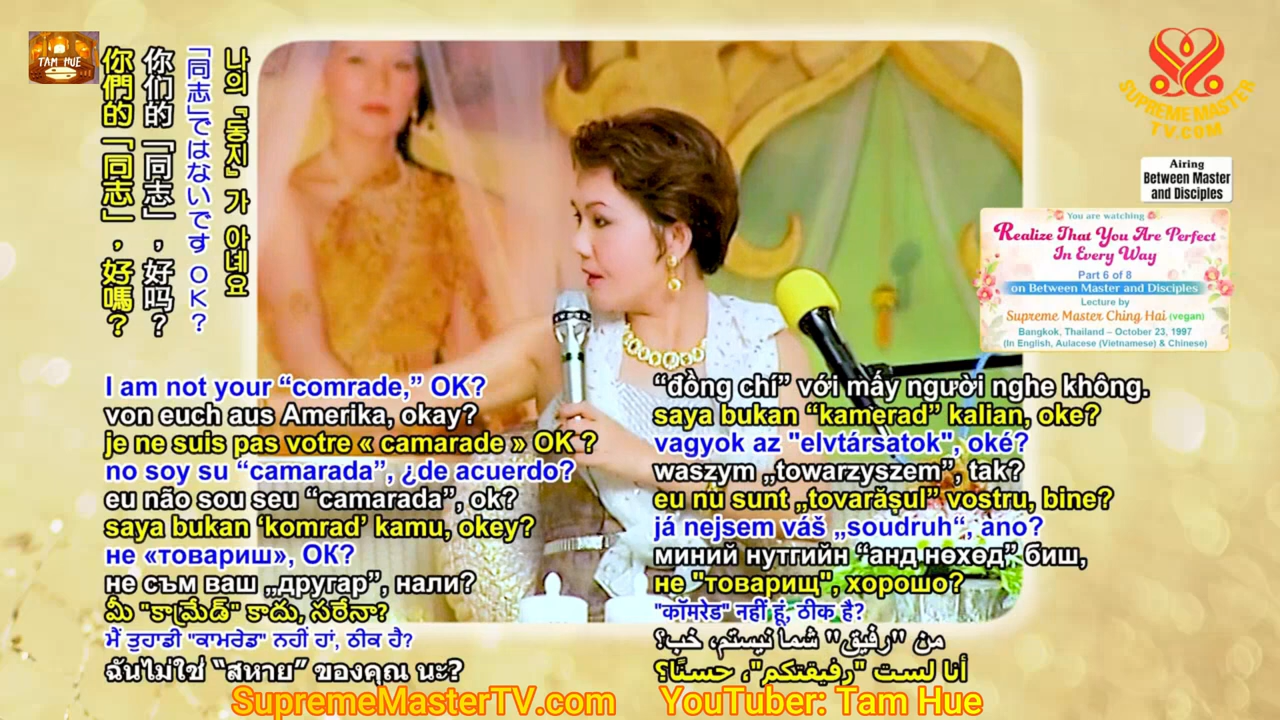 TAM HUE
你們的「同志」，好嗎？
你们的「同志」，好吗？
「同志」ではないです OK？
나의『동지』가 아녜요
SUPREME MASTER
TV.COM
Airing
Between Master
and Disciples
You are watching
Realize That You Are Perfect
In Every Way
Part 6 of 8
on Between Master and Disciples
Lecture by
Supreme Master Ching Hai (vegan)
Bangkok, Thailand – October 23, 1997
(In English, Aulacese (Vietnamese) & Chinese)
I am not your “comrade,” OK?
von euch aus Amerika, okay?
je ne suis pas votre « camarade » OK ?
no soy su “camarada”, ¿de acuerdo?
eu não sou seu “camarada”, ok?
saya bukan ‘komrad’ kamu, okey?
не «товариш», ОК?
не съм ваш „другар”, нали?
మీ "కామ్రేడ్" కాదు, సరేనా?
ਮੈਂ ਤੁਹਾਡੀ "ਕਾਮਰੇਡ" ਨਹੀਂ ਹਾਂ, ਠੀਕ ਹੈ?
ฉันไม่ใช่ “สหาย” ของคุณ นะ?
“đồng chí” với mấy người nghe không.
saya bukan “kamerad” kalian, oke?
vagyok az "elvtársatok", oké?
waszym „towarzyszem”, tak?
eu nu sunt „tovarășul” vostru, bine?
já nejsem váš „soudruh“, ano?
миний нутгийн “анд нөхөд” биш,
не "товарищ", хорошо?
"कॉमरेड" नहीं हूं, ठीक है?
من "رفیق" شما نیستم، خب؟
أنا لست "رفيقتكم"، حسنًا؟
SupremeMasterTV.com
YouTuber: Tam Hue